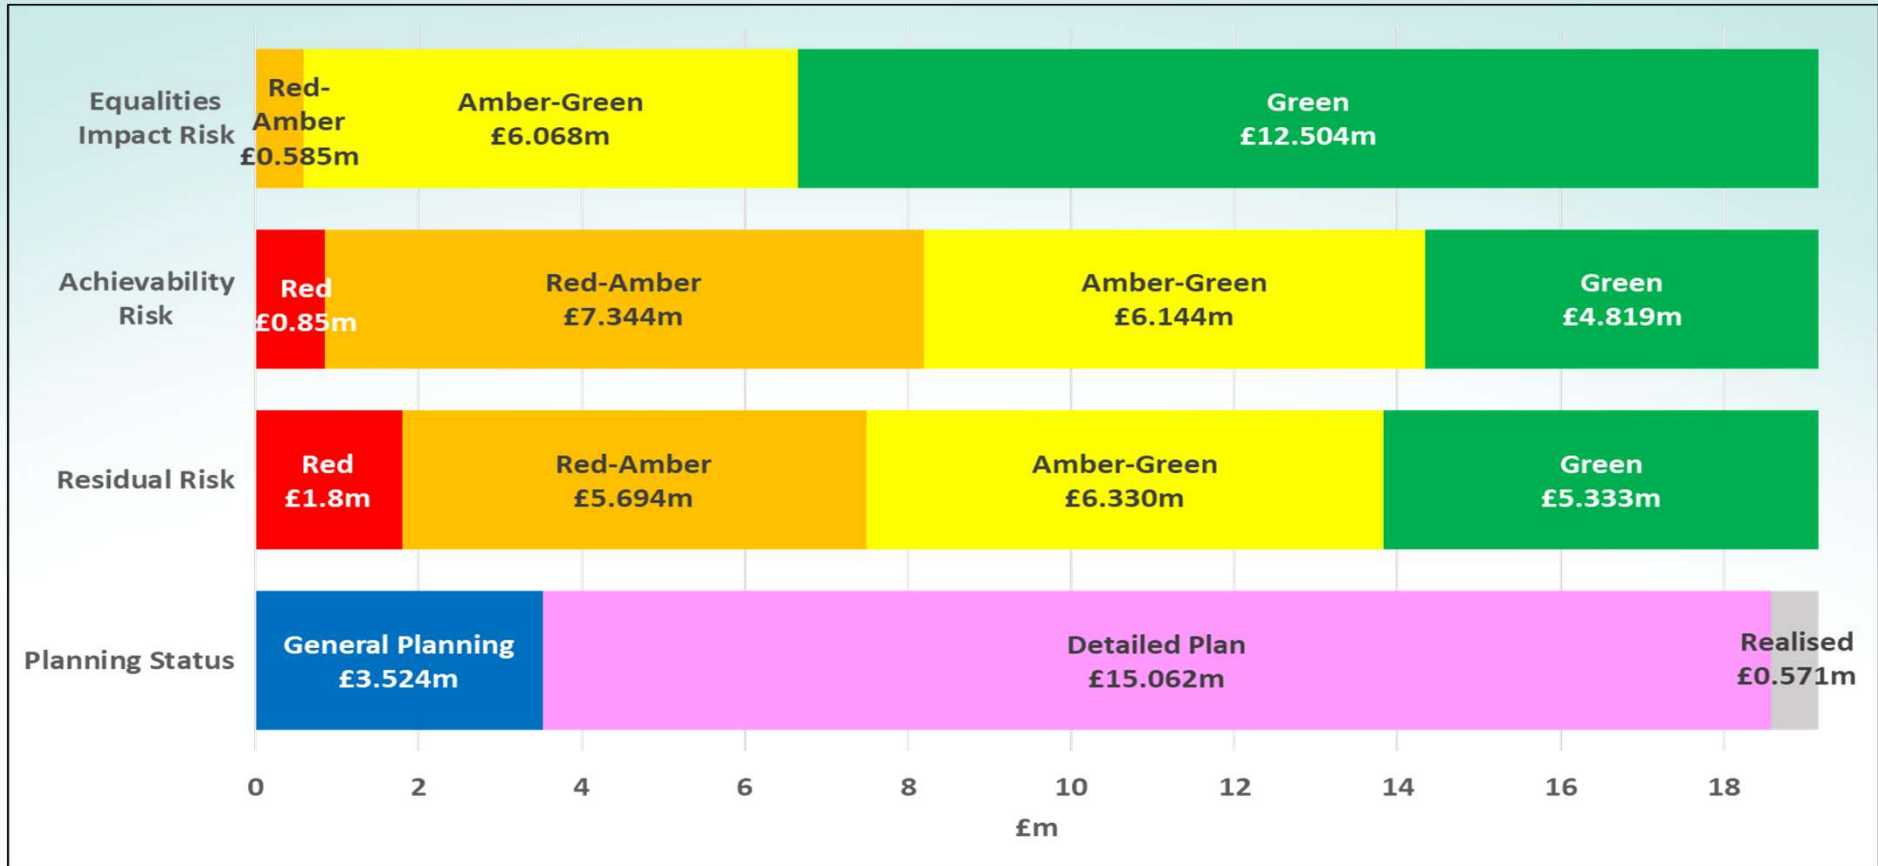 Equalities
Impact Risk
Red-
Amber
£0.585m
Amber-Green
£6.068m
Green
£12.504m
Achievability
Risk
Red
£0.85m
Red-Amber
£7.344m
Amber-Green
£6.144m
Green
£4.819m
Residual Risk
Red
£1.8m
Red-Amber
£5.694m
Amber-Green
£6.330m
Green
£5.333m
Planning Status
General Planning
£3.524m
Detailed Plan
£15.062m
Realised
£0.571m
0 2 4 6 8 10 12 14 16 18
£m